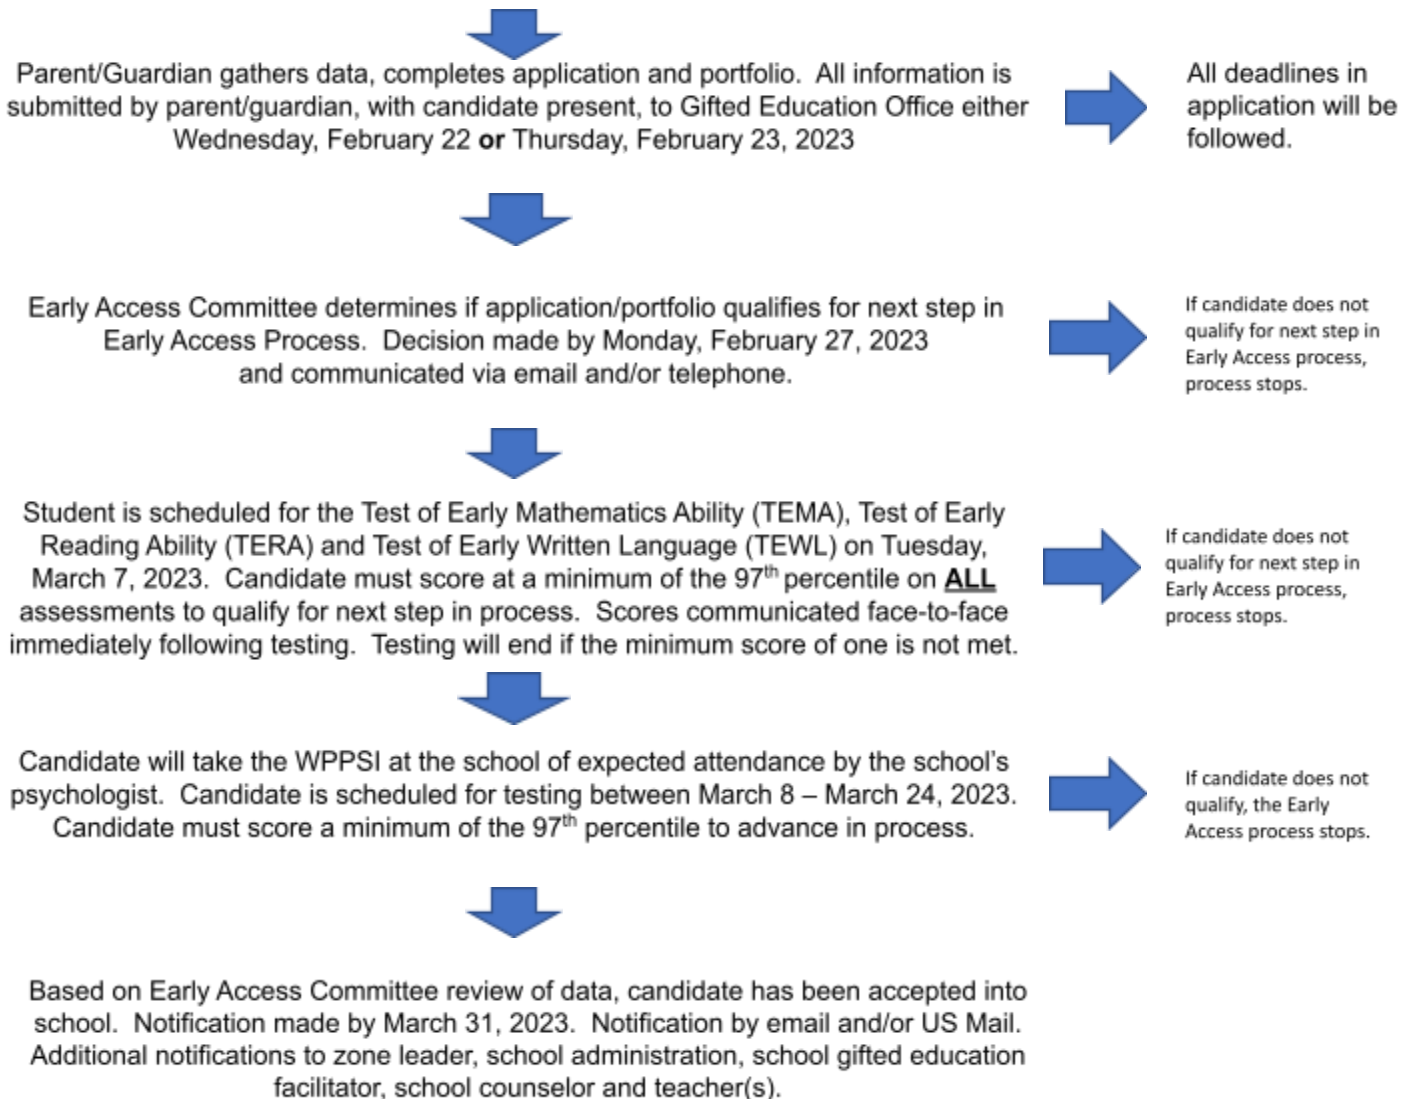 Parent/Guardian gathers data, completes application and portfolio.  All information is
submitted by parent/guardian, with candidate present, to Gifted Education Office either
Wednesday, February 22 or Thursday, February 23, 2023
All deadlines in
application will be
followed.
Early Access Committee determines if application/portfolio qualifies for next step in
Early Access Process.  Decision made by Monday, February 27, 2023
and communicated via email and/or telephone.
If candidate does not
qualify for next step in
Early Access process,
process stops.
Student is scheduled for the Test of Early Mathematics Ability (TEMA), Test of Early
Reading Ability (TERA) and Test of Early Written Language (TEWL) on Tuesday,
March 7, 2023.  Candidate must score at a minimum of the 97th percentile on ALL
assessments to qualify for next step in process.  Scores communicated face-to-face
immediately following testing.  Testing will end if the minimum score of one is not met.
If candidate does not
qualify for next step in
Early Access process,
process stops.
Candidate will take the WPPSI at the school of expected attendance by the school's
psychologist.  Candidate is scheduled for testing between March 8 – March 24, 2023.
Candidate must score a minimum of the 97th percentile to advance in process.
If candidate does not
qualify, the Early
Access process stops.
Based on Early Access Committee review of data, candidate has been accepted into
school.  Notification made by March 31, 2023.  Notification by email and/or US Mail.
Additional notifications to zone leader, school administration, school gifted education
facilitator, school counselor and teacher(s).